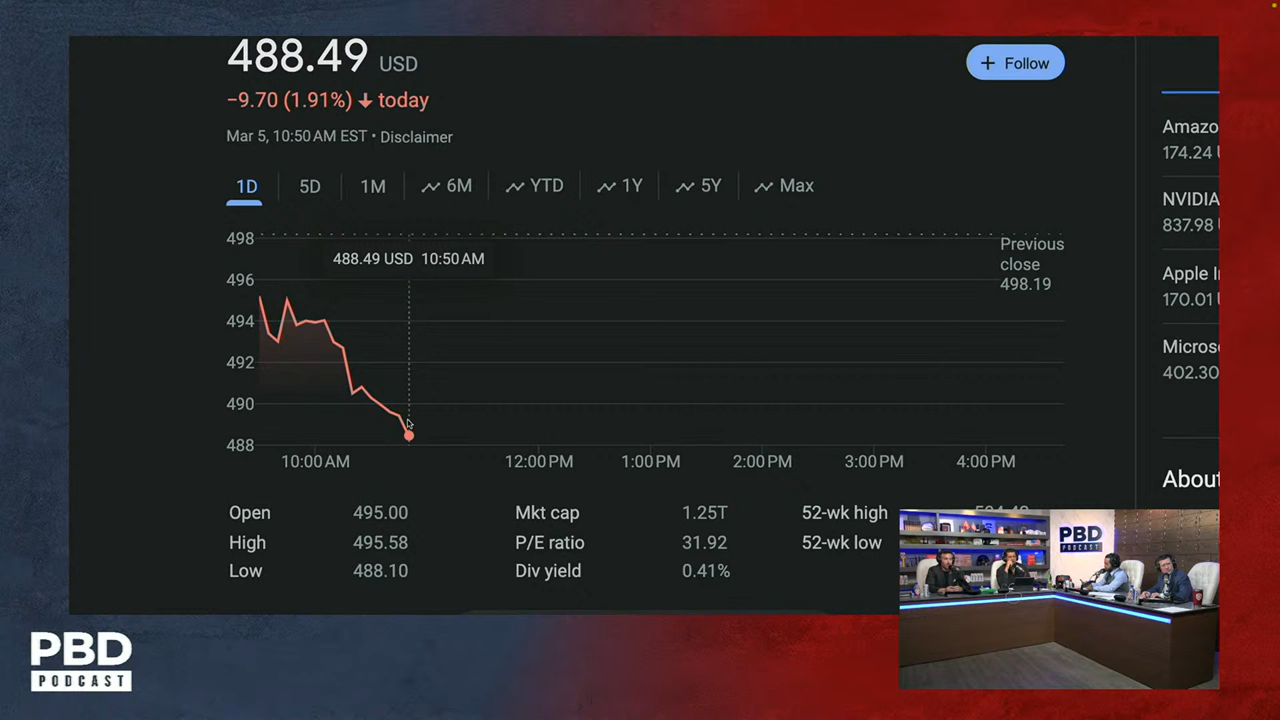 488.49 USD
+ Follow
−9.70 (1.91%) today
Mar 5, 10:50 AM EST • Disclaimer
1D 5D 1M 6M YTD 1Y 5Y Max
498
496
494
492
490
488
488.49 USD 10:50 AM
Previous
close
498.19
10:00 AM 12:00 PM 1:00 PM 2:00 PM 3:00 PM 4:00 PM
Open 495.00 Mkt cap 1.25T 52-wk high
High 495.58 P/E ratio 31.92 52-wk low
Low 488.10 Div yield 0.41%
Amazo
174.24
NVIDIA
837.98
Apple I
170.01
Micros
402.30
About
PBD
PODCAST
PBD
PODCAST